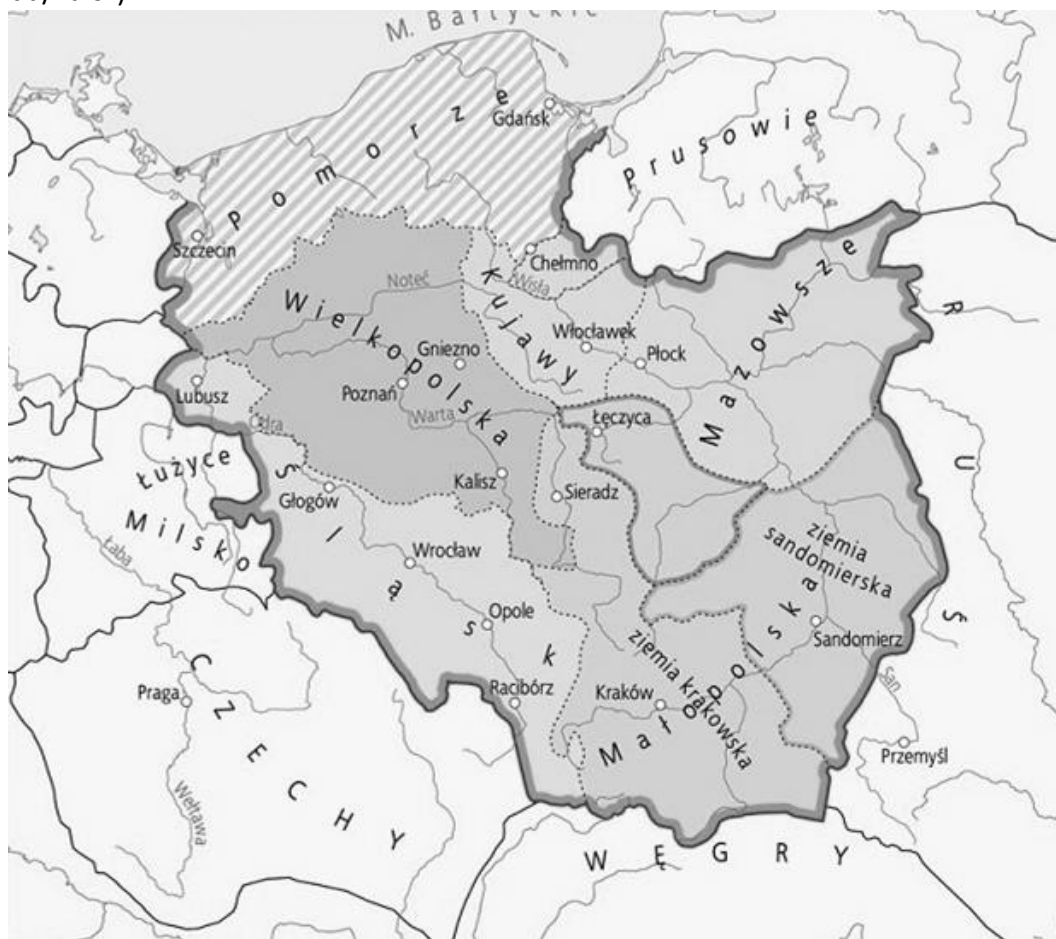 M. Bałtyckie
Gdańsk
Pomorze
Prusowie
Szczecin
Chełmno
Wisła
Noteć
Kujawy
Mazowsze
Wielkopolska
Włocławek
Gniezno
Płock
Lubusz
Poznań
Warta
Łęczyca
Odra
Łużyce
Kalisz
Sieradz
Głogów
Śląsk
Milsko
Łaba
Wrocław
ziemia
sandomierska
RUŚ
Opole
Sandomierz
ziemia krakowska
Małopolska
San
Praga
CZECHY
Racibórz
Kraków
Przemyśl
Wełtawa
WĘGRY